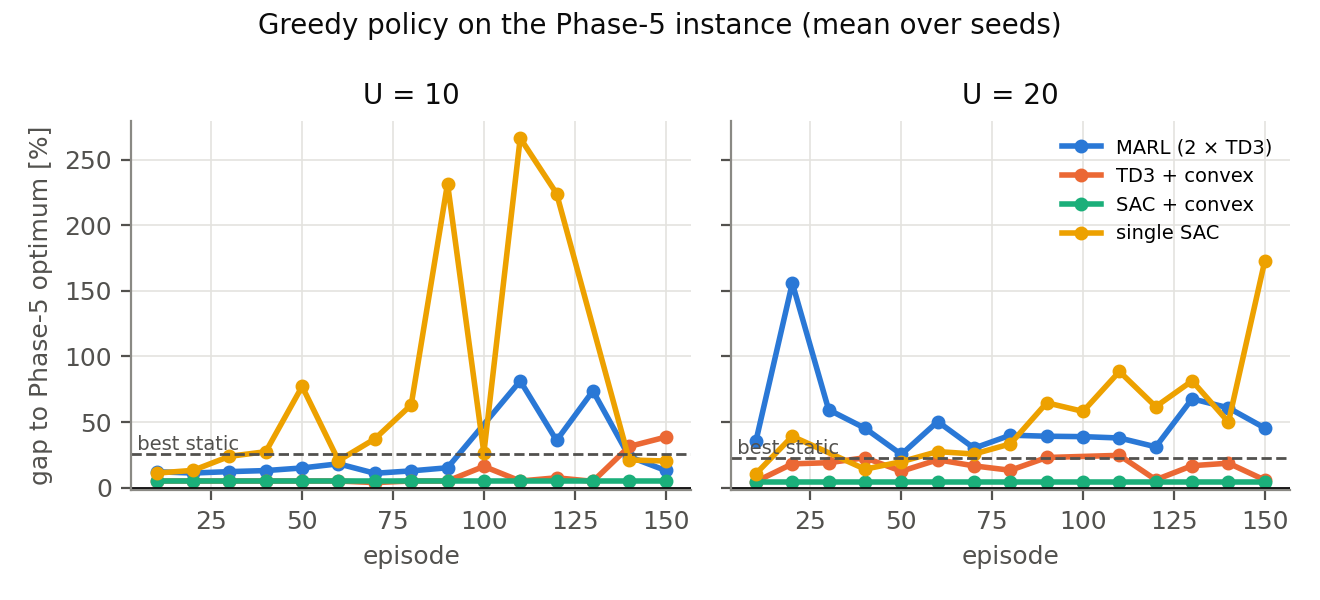 Greedy policy on the Phase-5 instance (mean over seeds)
U = 10
gap to Phase-5 optimum [%]
250
200
150
100
50
0
best static
25 50 75 100 125 150
episode
U = 20
MARL (2 × TD3)
TD3 + convex
SAC + convex
single SAC
best static
25 50 75 100 125 150
episode